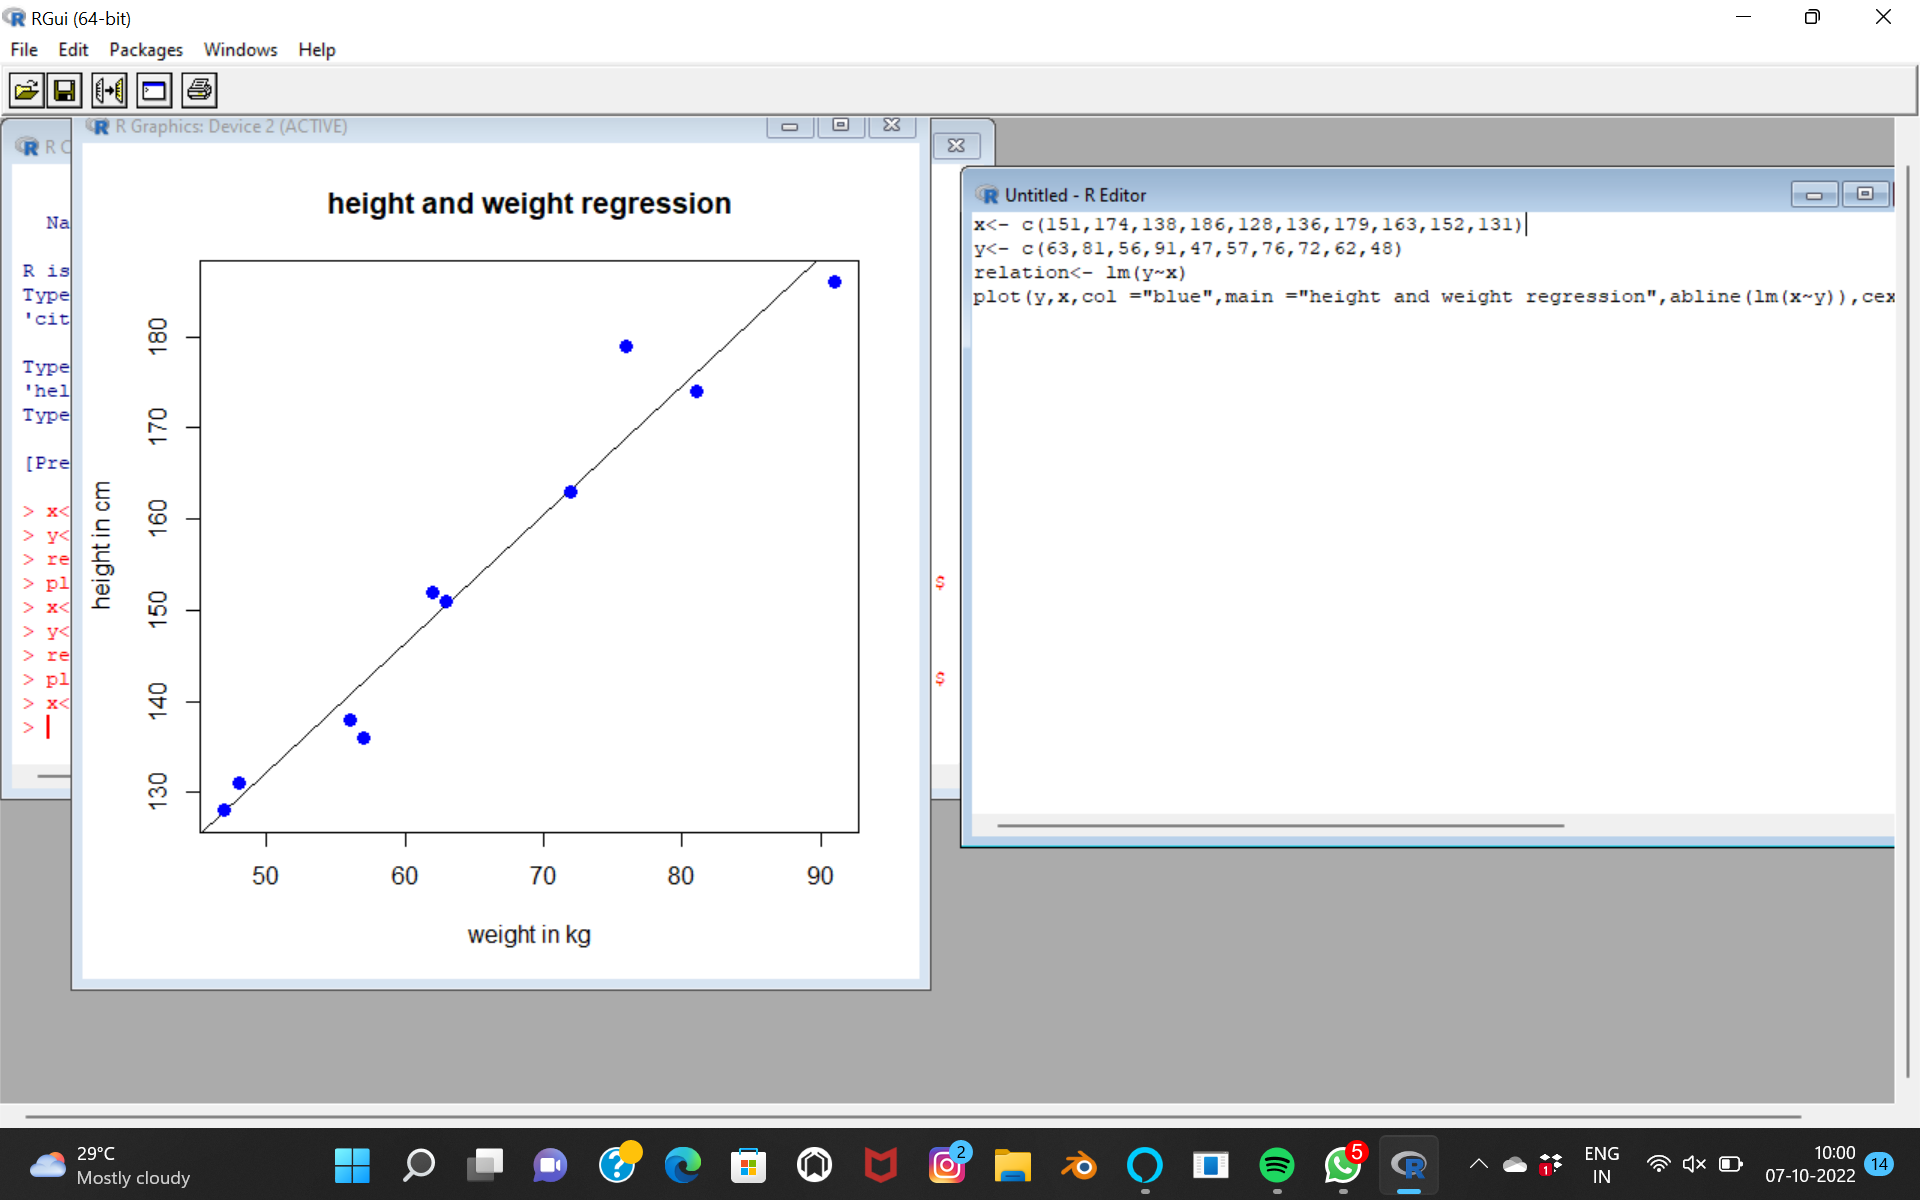 RGui (64-bit)
File Edit Packages Windows Help
R C
Na
R is
Type
'cit
Type
'hel
Type
[Pre
> x<
> y<
> re
> pl
> x<
> y<
> re
> pl
> x<
>
$
$
R Graphics: Device 2 (ACTIVE)
height and weight regression
height in cm
180
170
160
150
140
130
50 60 70 80 90
weight in kg
Untitled - R Editor
x<- c(151,174,138,186,128,136,179,163,152,131)
y<- c(63,81,56,91,47,57,76,72,62,48)
relation<- lm(y~x)
plot(y,x,col ="blue",main ="height and weight regression",abline(lm(x~y)),cex
29°C
Mostly cloudy
2
5
1
ENG
IN
10:00
07-10-2022
14